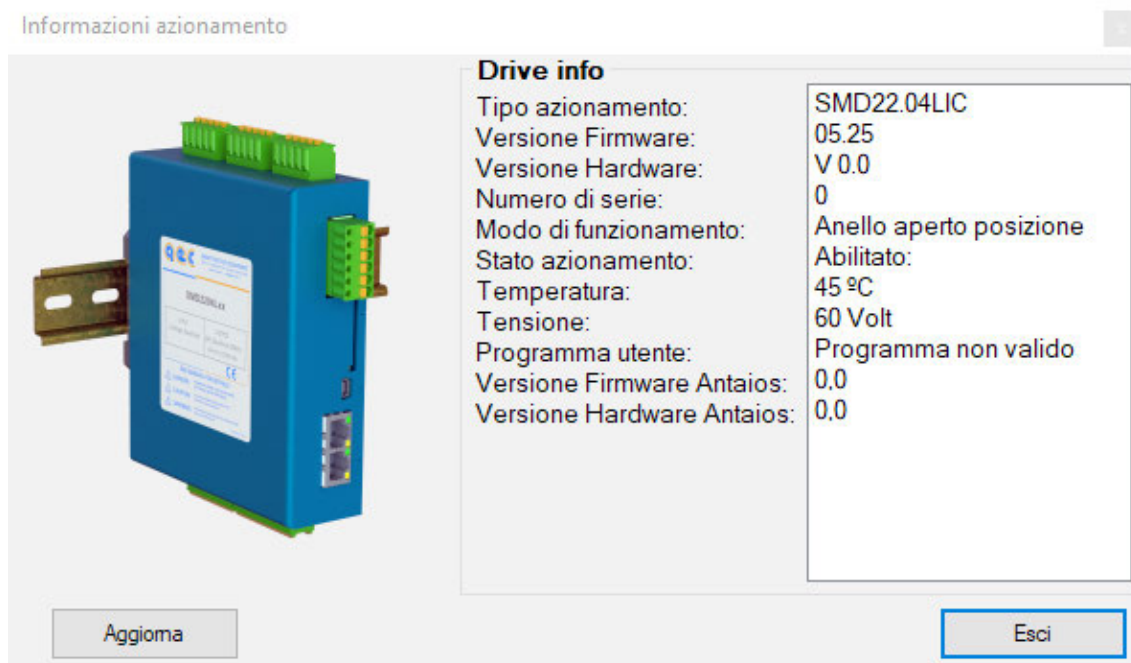 Informazioni azionamento
Drive info
Tipo azionamento: SMD22.04LIC
Versione Firmware: 05.25
Versione Hardware: V 0.0
Numero di serie: 0
Modo di funzionamento: Anello aperto posizione
Stato azionamento: Abilitato:
Temperatura: 45 ºC
Tensione: 60 Volt
Programma utente: Programma non valido
Versione Firmware Antaios: 0.0
Versione Hardware Antaios: 0,0
CE
Aggiorna
Esci